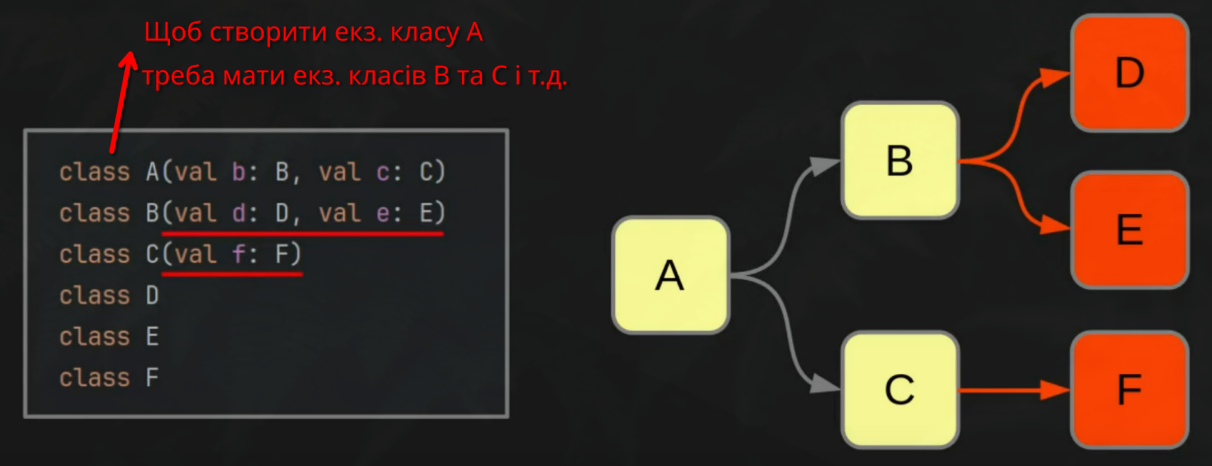 Щоб створити екз. класу А
треба мати екз. класів В та С і т.д.
class A(val b: B, val c: C)
class B(val d: D, val e: E)
class C(val f: F)
class D
class E
class F
A
B
C
D
E
F